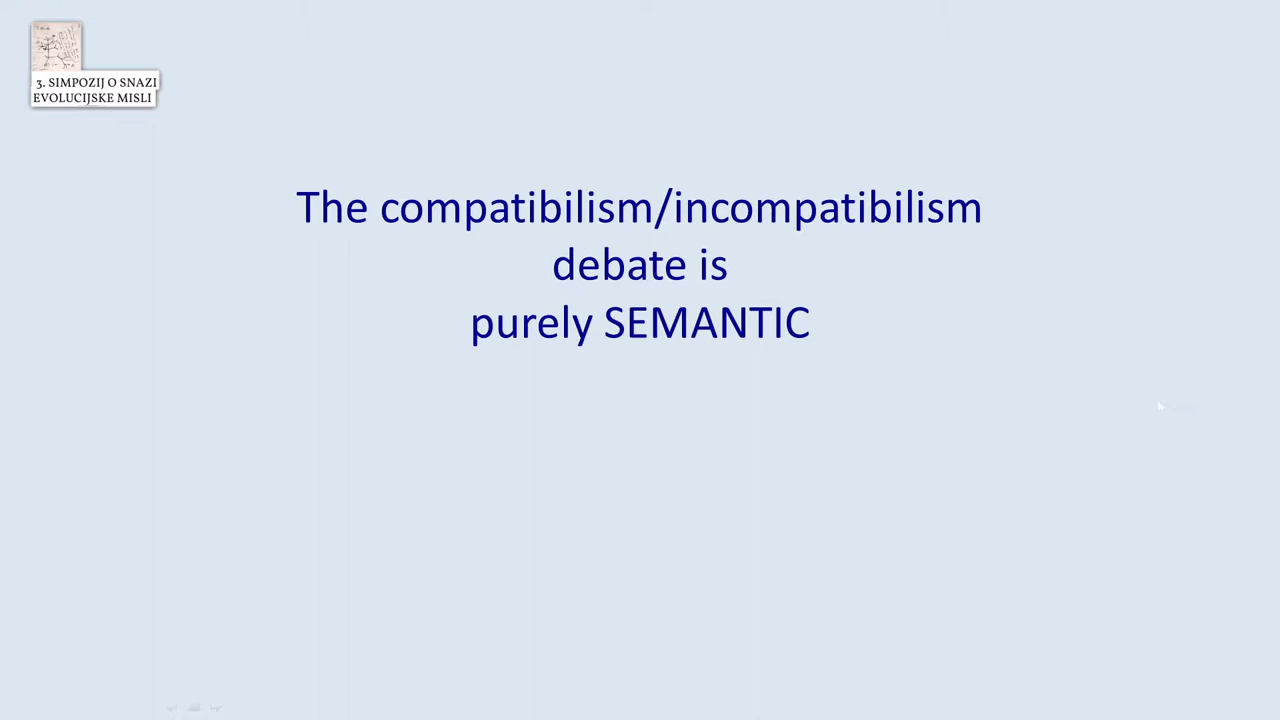 3. SIMPOZIJ O SNAZI
EVOLUCIJSKE MISLI
The compatibilism/incompatibilism
debate is
purely SEMANTIC